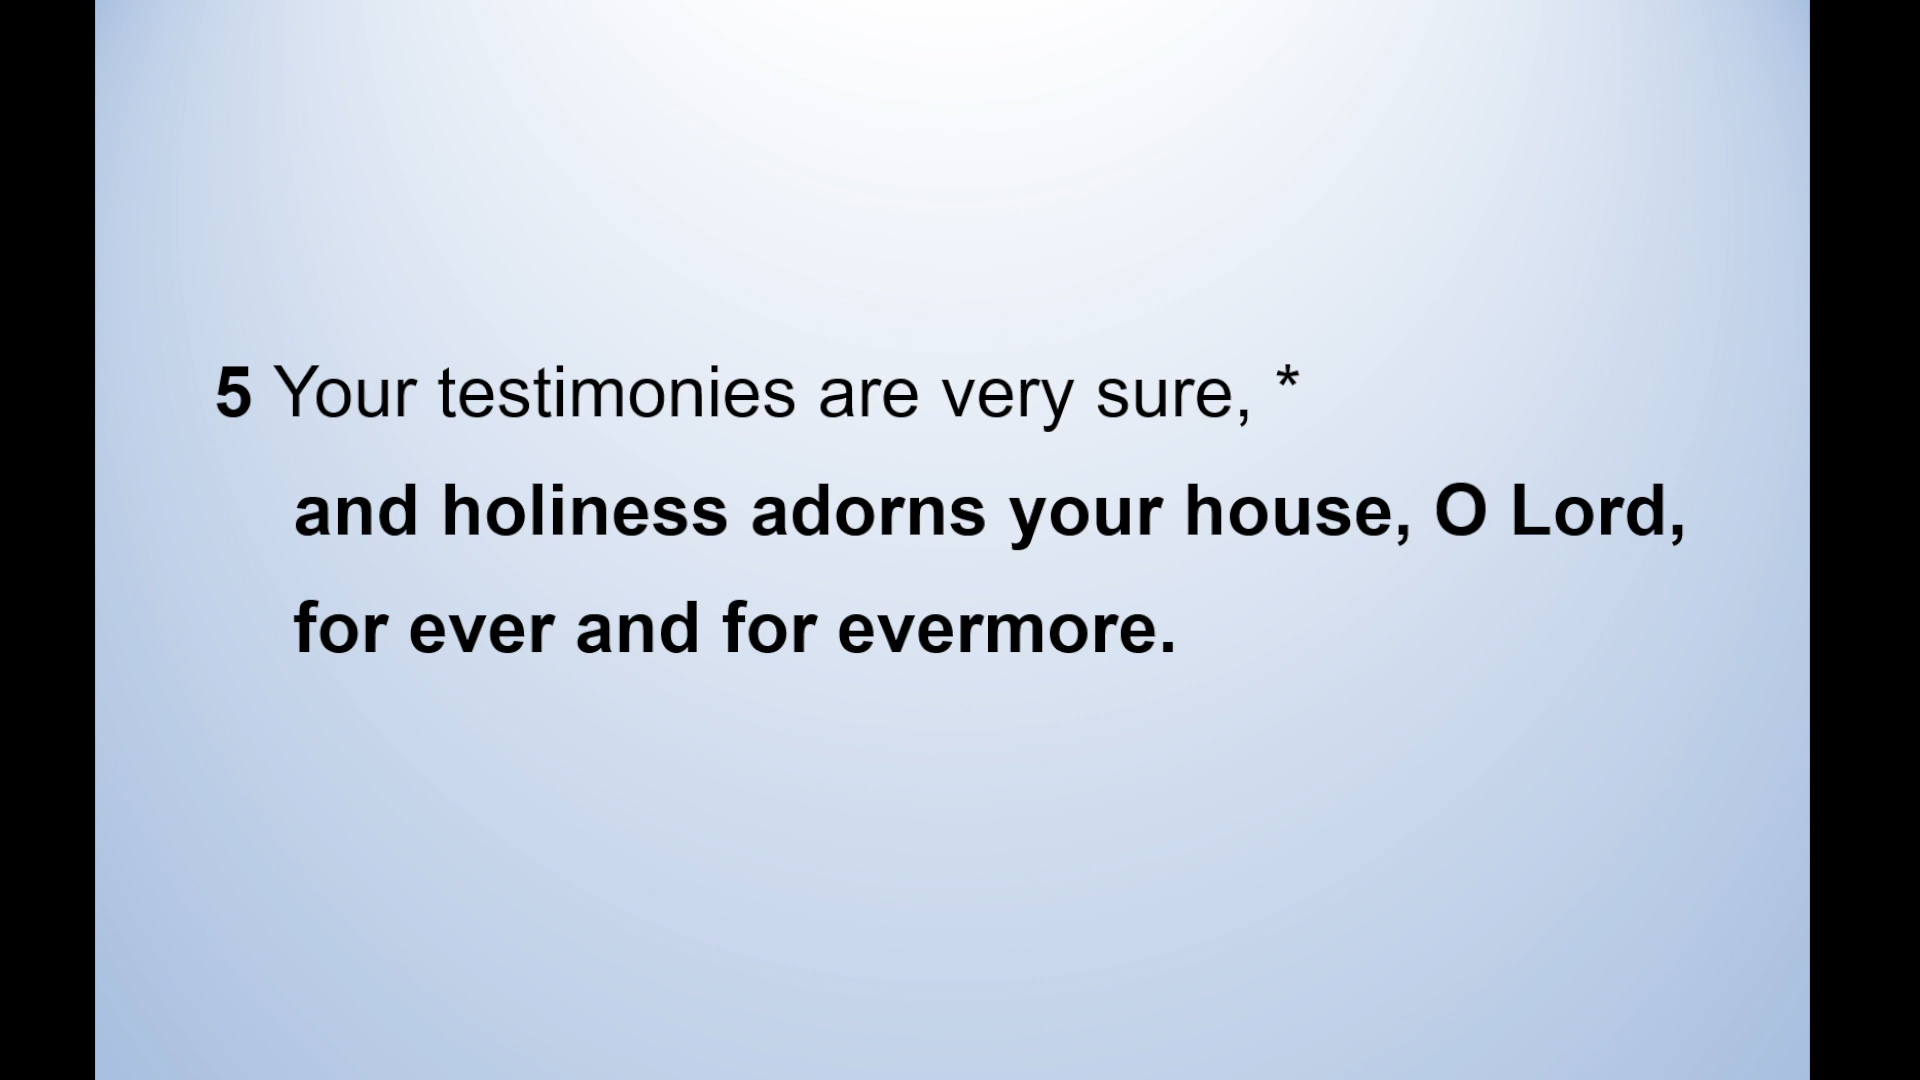 5 Your testimonies are very sure, *
and holiness adorns your house, O Lord,
for ever and for evermore.